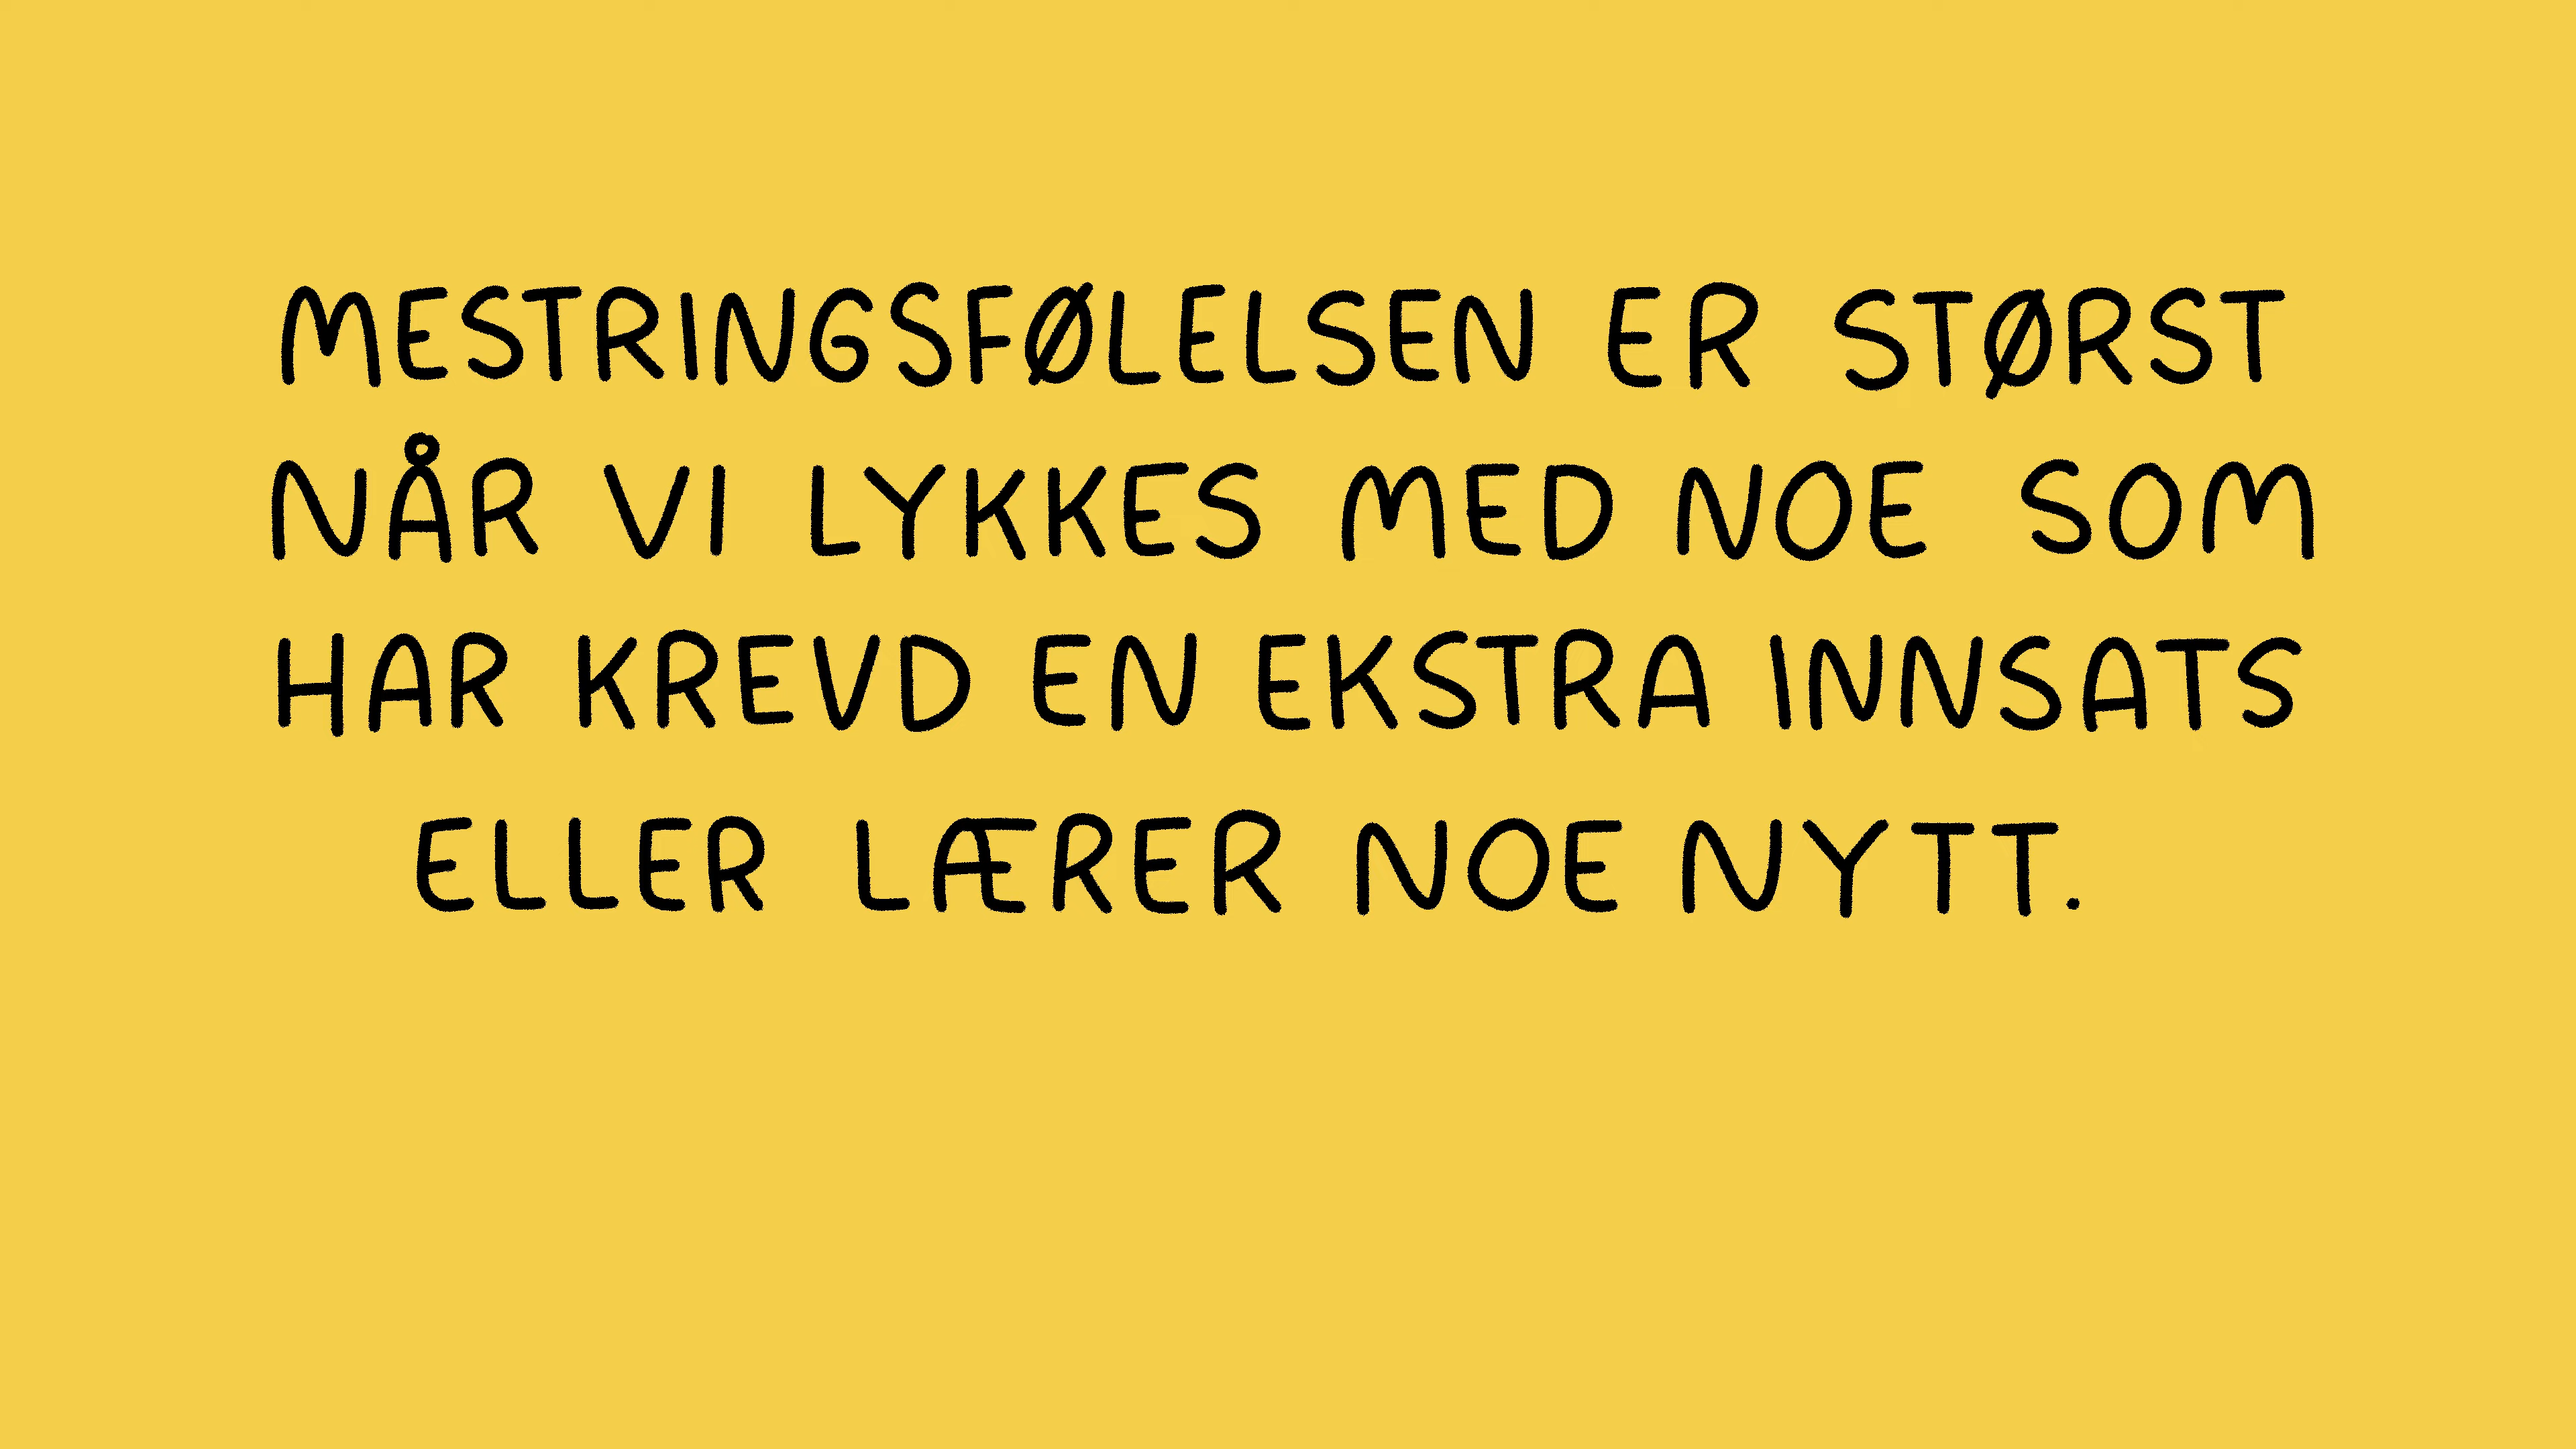 MESTRINGSFØLELSEN ER STØRST
NÅR VI LYKKES MED NOE SOM
HAR KREVD EN EKSTRA INNSATS
ELLER LÆRER NOE NYTT.